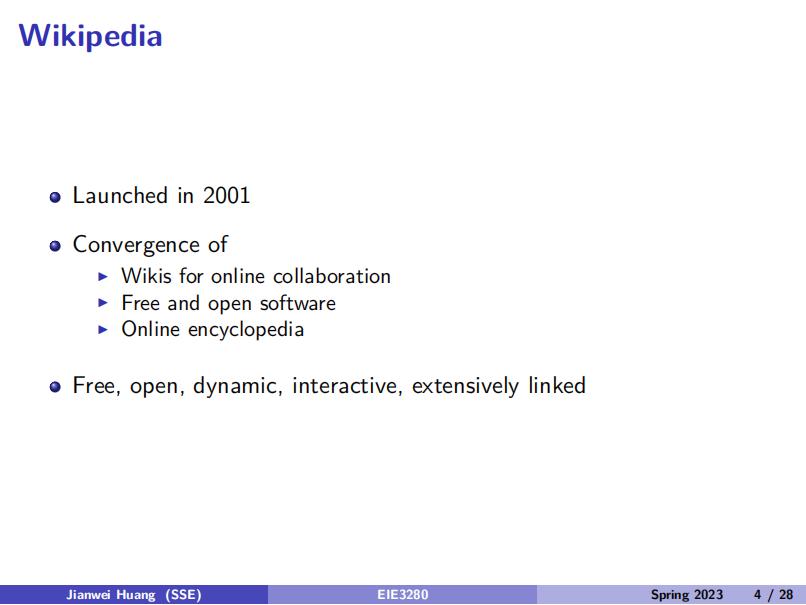 Wikipedia
Launched in 2001
Convergence of
Wikis for online collaboration
Free and open software
Online encyclopedia
Free, open, dynamic, interactive, extensively linked
Jianwei Huang (SSE) EIE3280 Spring 2023 4 / 28